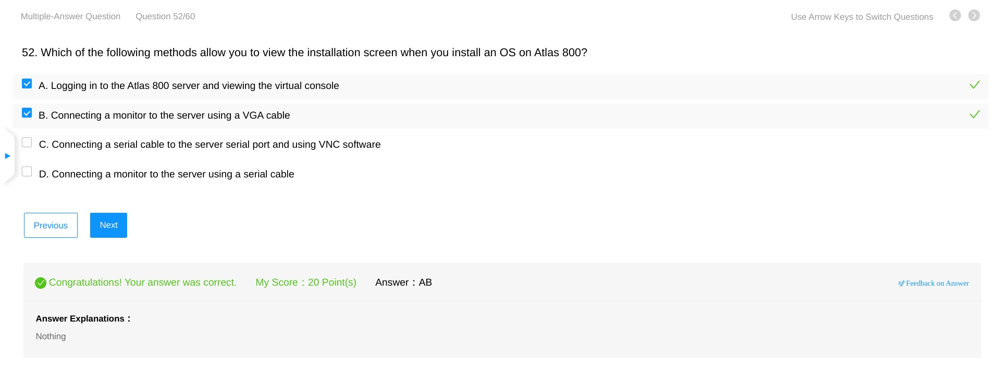 Multiple-Answer Question Question 52/60 Use Arrow Keys to Switch Questions
52. Which of the following methods allow you to view the installation screen when you install an OS on Atlas 800?
A. Logging in to the Atlas 800 server and viewing the virtual console
B. Connecting a monitor to the server using a VGA cable
C. Connecting a serial cable to the server serial port and using VNC software
D. Connecting a monitor to the server using a serial cable
Previous Next
Congratulations! Your answer was correct. My Score：20 Point(s) Answer：AB Feedback on Answer
Answer Explanations：
Nothing